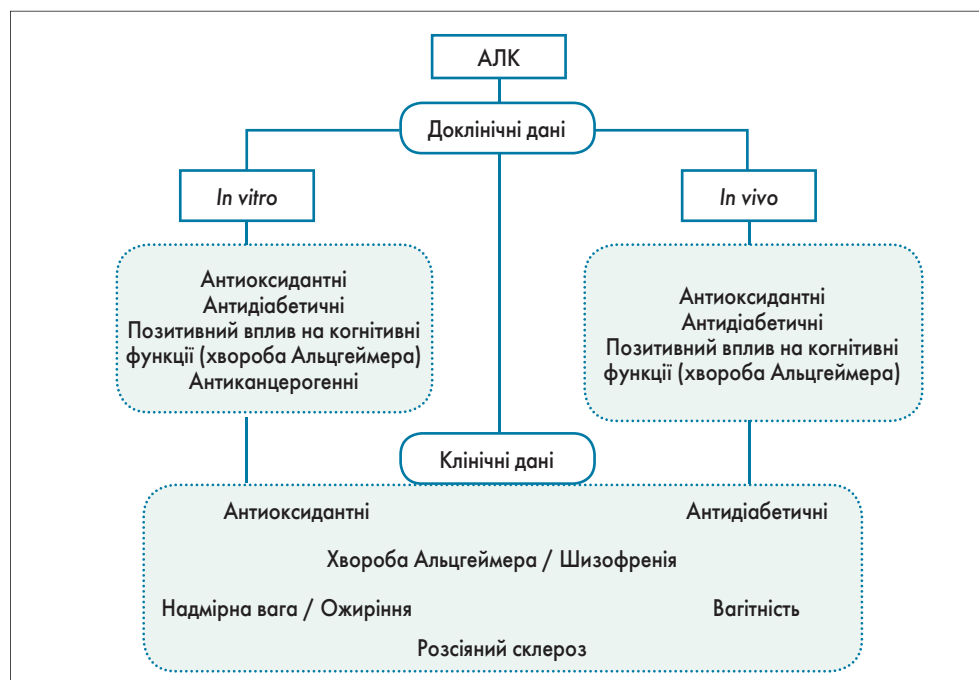 АЛК
Доклінічні дані
In vitro
In vivo
Антиоксидантні
Антидіабетичні
Позитивний вплив на когнітивні
функції (хвороба Альцгеймера)
Антиканцерогенні
Антиоксидантні
Антидіабетичні
Позитивний вплив на когнітивні
функції (хвороба Альцгеймера)
Клінічні дані
Антиоксидантні
Антидіабетичні
Хвороба Альцгеймера / Шизофренія
Надмірна вага / Ожиріння
Вагітність
Розсіяний склероз